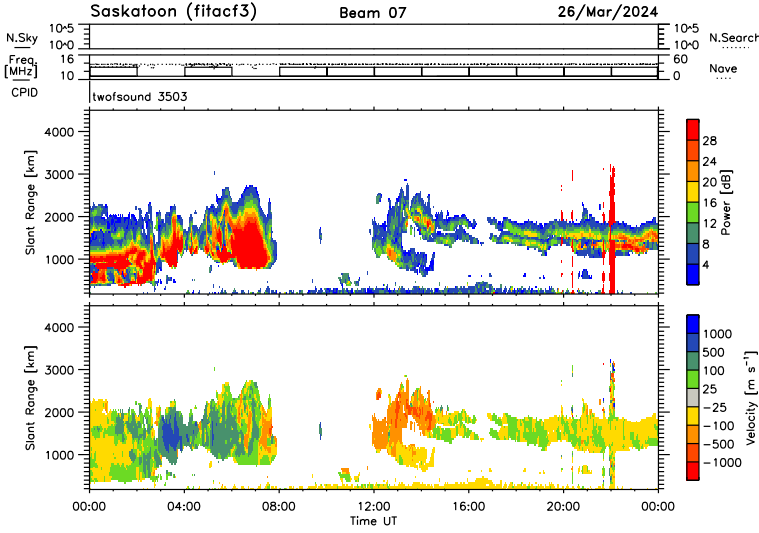 Saskatoon (fitacf3) Beam 07 26/Mar/2024
10^5 10^5
N.Sky N.Search
10^0 10^0
Freq. 16 60
[MHz] Nave
10 0
CPID twofsound 3503
4000
3000
2000
1000
Slant Range [km]
28
24
20
16
12
8
4
Power [dB]
4000
3000
2000
1000
Slant Range [km]
1000
500
100
25
−25
−100
−500
−1000
Velocity [m s⁻¹]
00:00 04:00 08:00 12:00 16:00 20:00 00:00
Time UT